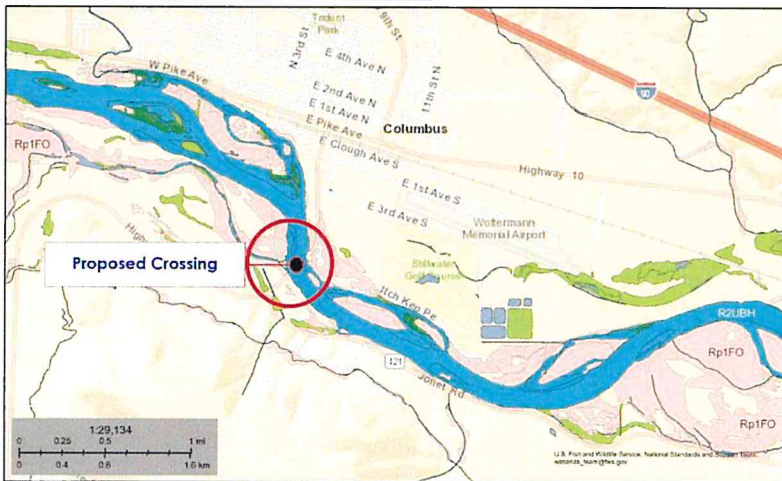 Trident
Park
9th St
N 3rd St
E 4th Ave N
W Pike Ave
E 2nd Ave N
11th St N
E 1st Ave N
E Pike Ave
Columbus
90
Rp1FO
E Clough Ave S
Highway 10
E 1st Ave S
E 3rd Ave S
Woltermann
Memorial Airport
Proposed Crossing
Stillwater
Golf Course
Itch Kep Pe
R2UBH
Rp1FO
421
Joliet Rd
Rp1FO
1:29,134
0 0.25 0.5 1 mi
0 0.4 0.8 1.6 km
U.S. Fish and Wildlife Service, National Standards and Support Team,
wetlands_team@fws.gov